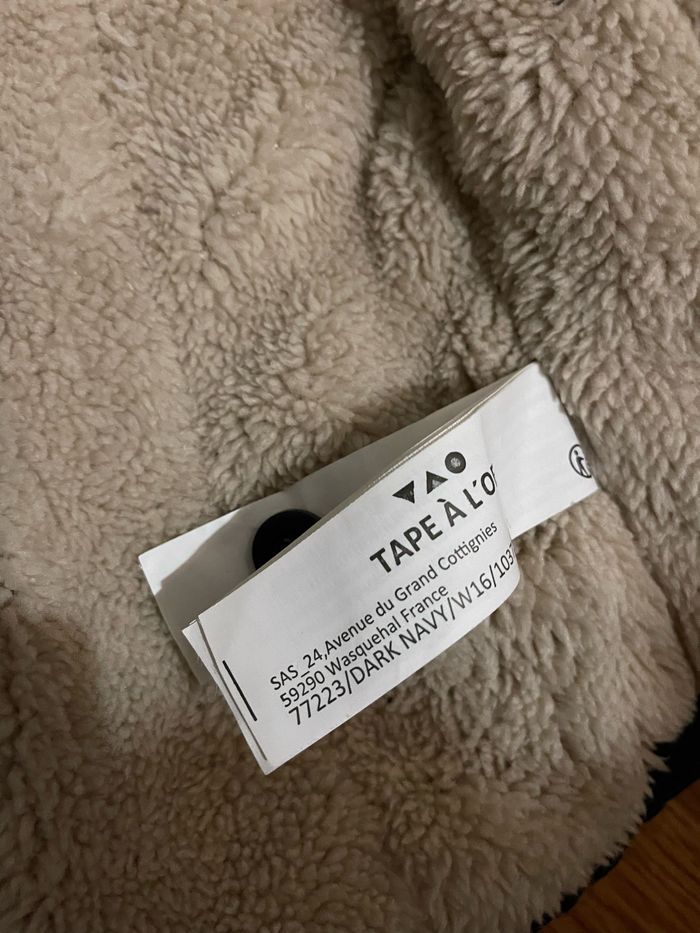 TAPE À L'O
SAS 24,Avenue du Grand Cottignies
59290 Wasquehal France
77223/DARK NAVY/W16/103